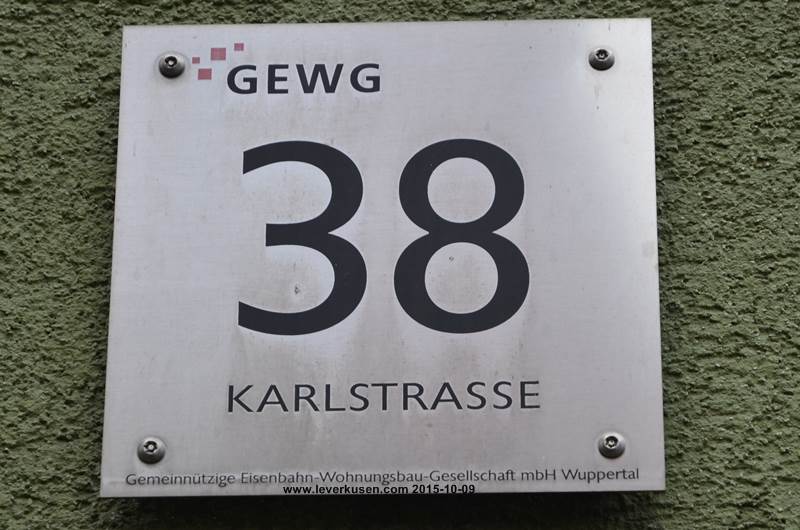 GEWG
38
KARLSTRASSE
Gemeinnützige Eisenbahn-Wohnungsbau-Gesellschaft mbH Wuppertal
www.leverkusen.com 2015-10-09